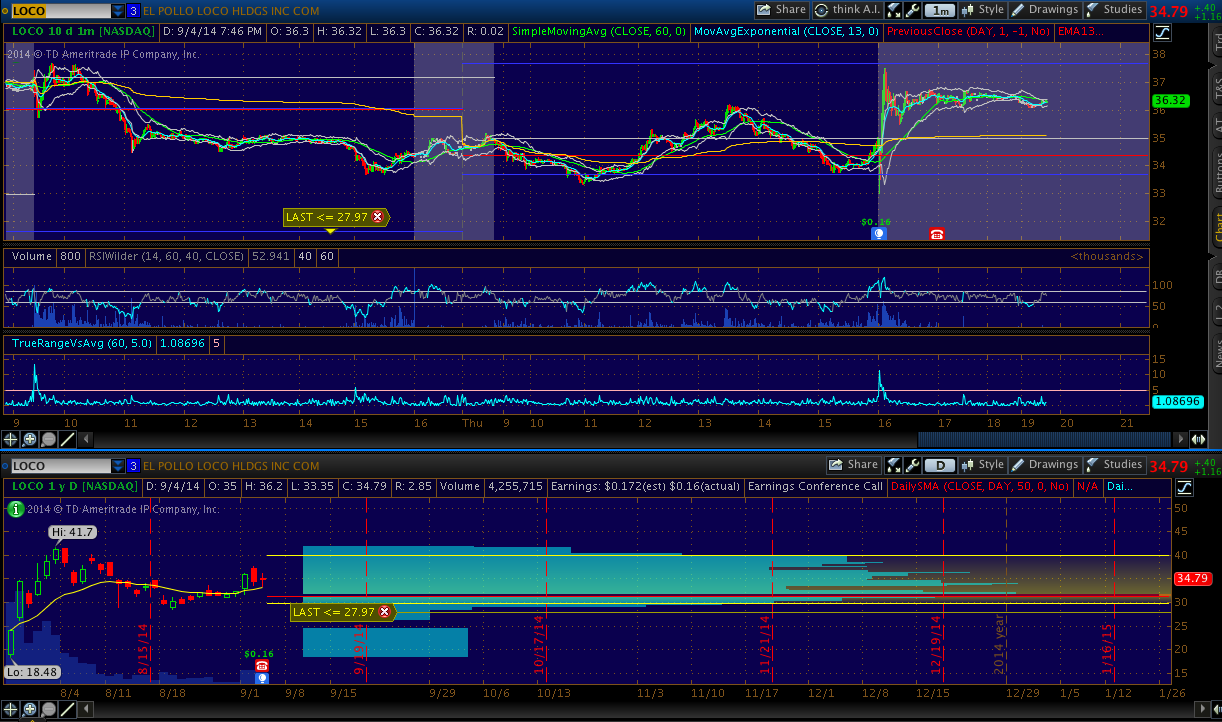 LOCO 3 EL POLLO LOCO HLDGS INC COM Share think A.I. 1m Style Drawings Studies 34.79 +.40 +1.16
LOCO 10 d 1m [NASDAQ] D: 9/4/14 7:46 PM O: 36.3 H: 36.32 L: 36.3 C: 36.32 R: 0.02 SimpleMovingAvg (CLOSE, 60, 0) MovAvgExponential (CLOSE, 13, 0) PreviousClose (DAY, 1, -1, No) EMA13...
2014 © TD Ameritrade IP Company, Inc.
38
37
36.32
35
34
33
32
LAST <= 27.97
$0.16
Volume 800 RSIWilder (14, 60, 40, CLOSE) 52.941 40 60 <thousands>
100
50
0
TrueRangeVsAvg (60, 5.0) 1.08696 5
15
10
5
1.08696
9 10 11 12 13 14 15 16 Thu 9 10 11 12 13 14 15 16 17 18 19 20 21
Trd
T&S
AT
Buttons
Chart
DR
L2
News
LOCO 3 EL POLLO LOCO HLDGS INC COM Share D Style Drawings Studies 34.79 +.40 +1.16
LOCO 1 y D [NASDAQ] D: 9/4/14 O: 35 H: 36.2 L: 33.35 C: 34.79 R: 2.85 Volume 4,255,715 Earnings: $0.172(est) $0.16(actual) Earnings Conference Call DailySMA (CLOSE, DAY, 50, 0, No) N/A Dai...
2014 © TD Ameritrade IP Company, Inc.
Hi: 41.7
50
45
40
34.79
30
25
20
15
LAST <= 27.97
8/15/14
9/19/14
10/17/14
11/21/14
12/19/14
2014 year
1/16/15
$0.16
Lo: 18.48
8/4 8/11 8/18 9/1 9/8 9/15 9/29 10/6 10/13 11/3 11/10 11/17 12/1 12/8 12/15 12/29 1/5 1/12 1/26